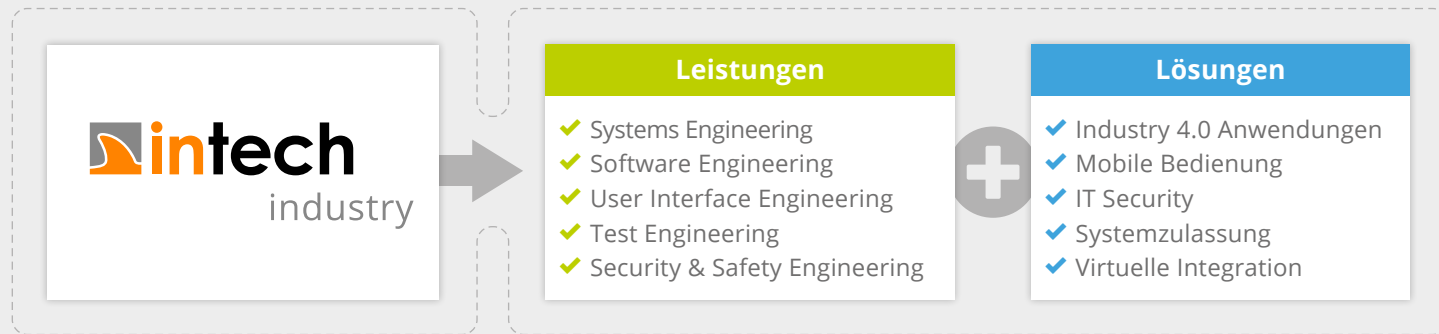 intech
industry
Leistungen
Systems Engineering
Software Engineering
User Interface Engineering
Test Engineering
Security & Safety Engineering
Lösungen
Industry 4.0 Anwendungen
Mobile Bedienung
IT Security
Systemzulassung
Virtuelle Integration